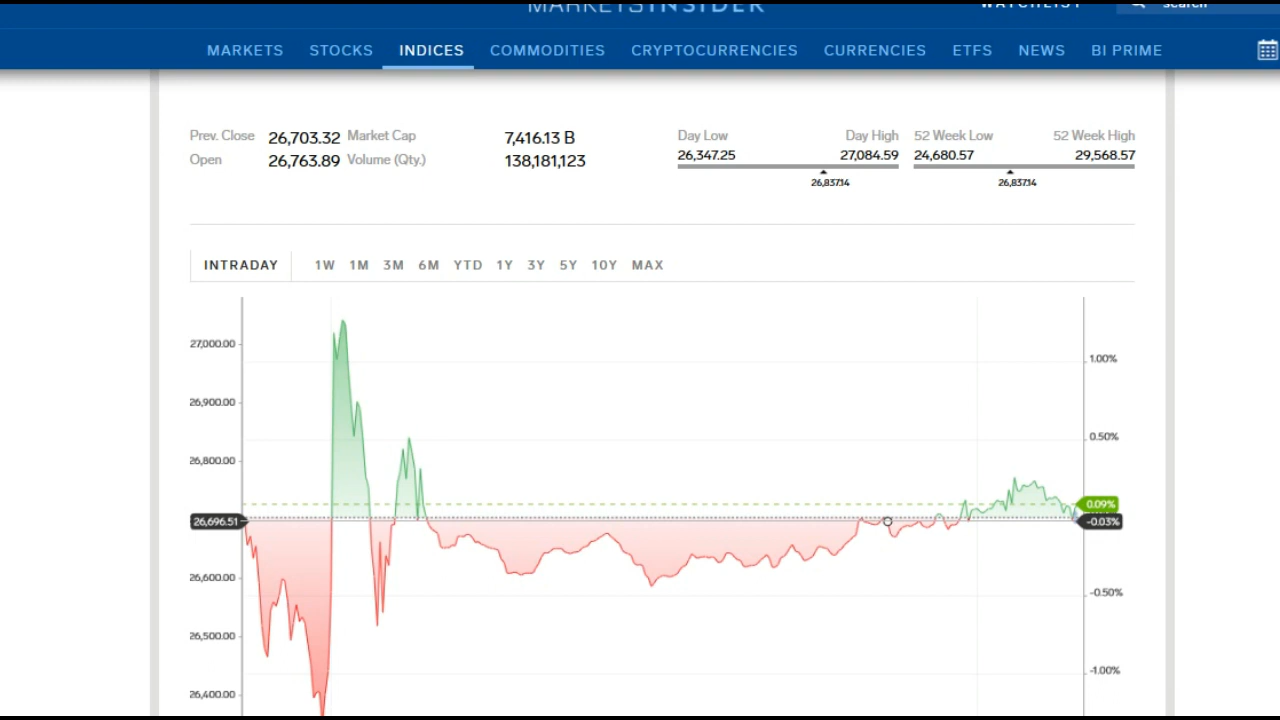 MARKETS INSIDER
WATCHLIST
search
MARKETS STOCKS INDICES COMMODITIES CRYPTOCURRENCIES CURRENCIES ETFS NEWS BI PRIME
Prev. Close 26,703.32 Market Cap 7,416.13 B Day Low Day High 52 Week Low 52 Week High
Open 26,763.89 Volume (Qty.) 138,181,123 26,347.25 27,084.59 24,680.57 29,568.57
26,837.14 26,837.14
INTRADAY 1W 1M 3M 6M YTD 1Y 3Y 5Y 10Y MAX
27,000.00
1.00%
26,900.00
0.50%
26,800.00
0.09%
26,696.51
-0.03%
26,600.00
-0.50%
26,500.00
-1.00%
26,400.00